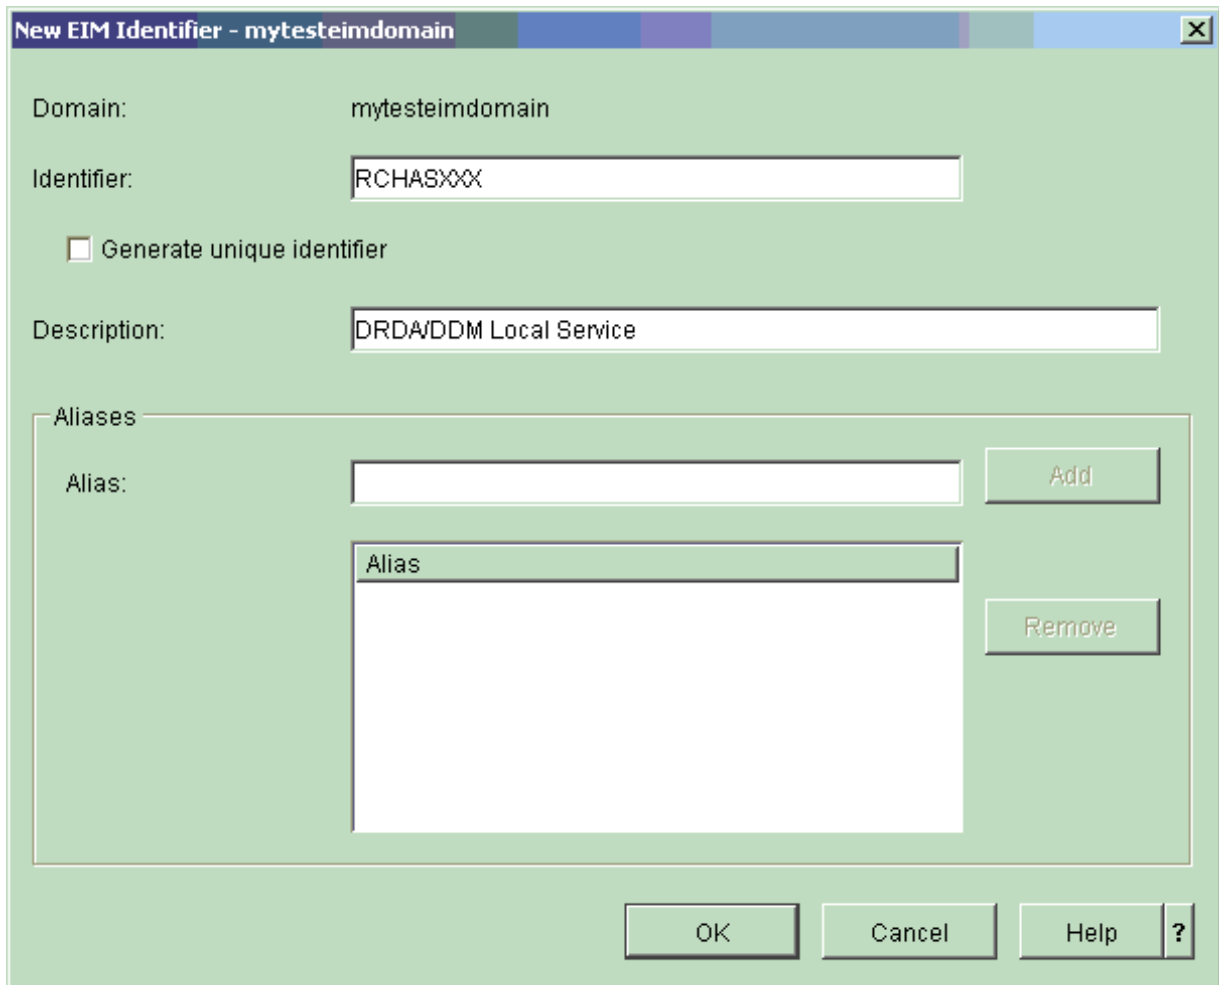 New EIM Identifier - mytesteimdomain
Domain: mytesteimdomain
Identifier: RCHASXXX
Generate unique identifier
Description: DRDA/DDM Local Service
Aliases
Alias: Add
Alias
Remove
OK Cancel Help ?